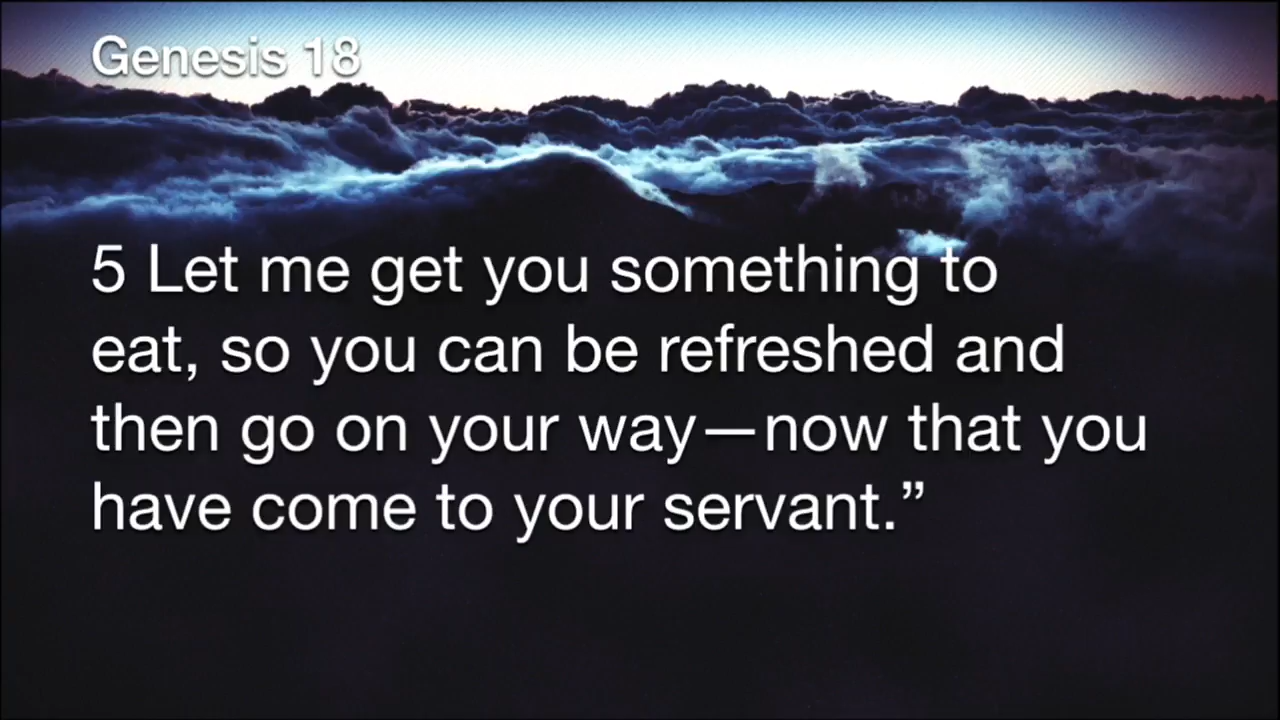 Genesis 18
5 Let me get you something to
eat, so you can be refreshed and
then go on your way—now that you
have come to your servant.”